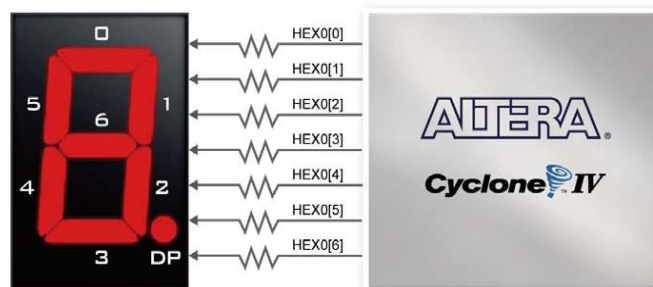 0
5
1
6
4
2
3
DP
HEX0[0]
HEX0[1]
HEX0[2]
HEX0[3]
HEX0[4]
HEX0[5]
HEX0[6]
ALTERA®
Cyclone™ IV